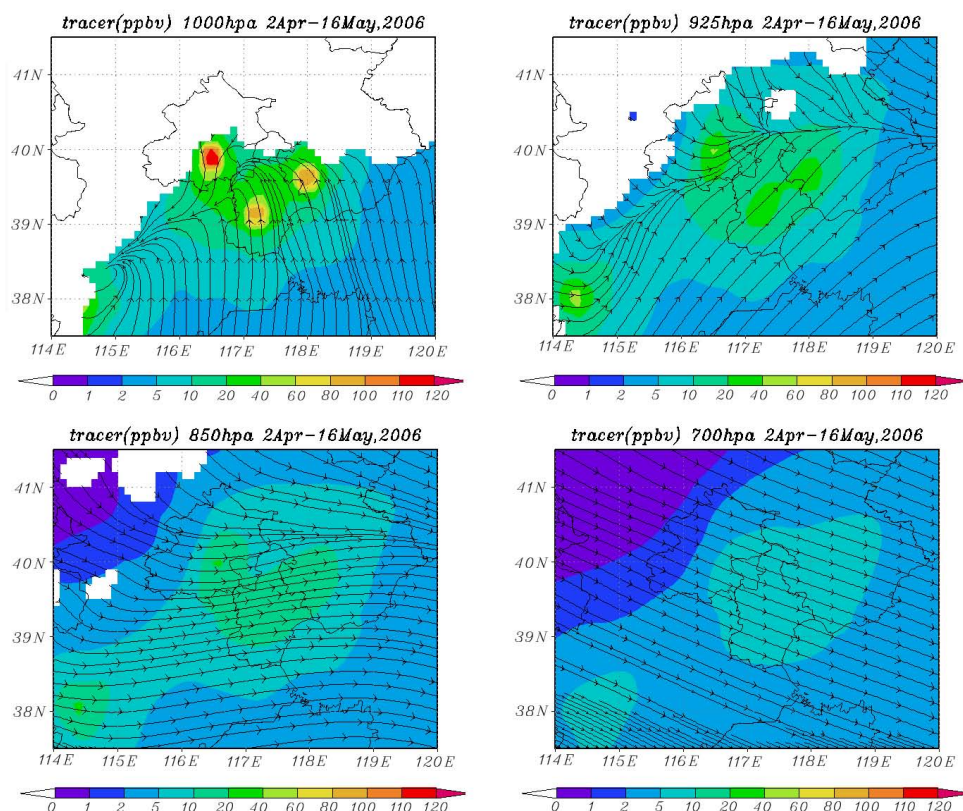 tracer(ppbv) 1000hpa 2Apr-16May,2006
41N
40N
39N
38N
114E 115E 116E 117E 118E 119E 120E
0 1 2 5 10 20 40 60 80 100 110 120
tracer(ppbv) 925hpa 2Apr-16May,2006
41N
40N
39N
38N
114E 115E 116E 117E 118E 119E 120E
0 1 2 5 10 20 40 60 80 100 110 120
tracer(ppbv) 850hpa 2Apr-16May,2006
41N
40N
39N
38N
114E 115E 116E 117E 118E 119E 120E
0 1 2 5 10 20 40 60 80 100 110 120
tracer(ppbv) 700hpa 2Apr-16May,2006
41N
40N
39N
38N
114E 115E 116E 117E 118E 119E 120E
0 1 2 5 10 20 40 60 80 100 110 120